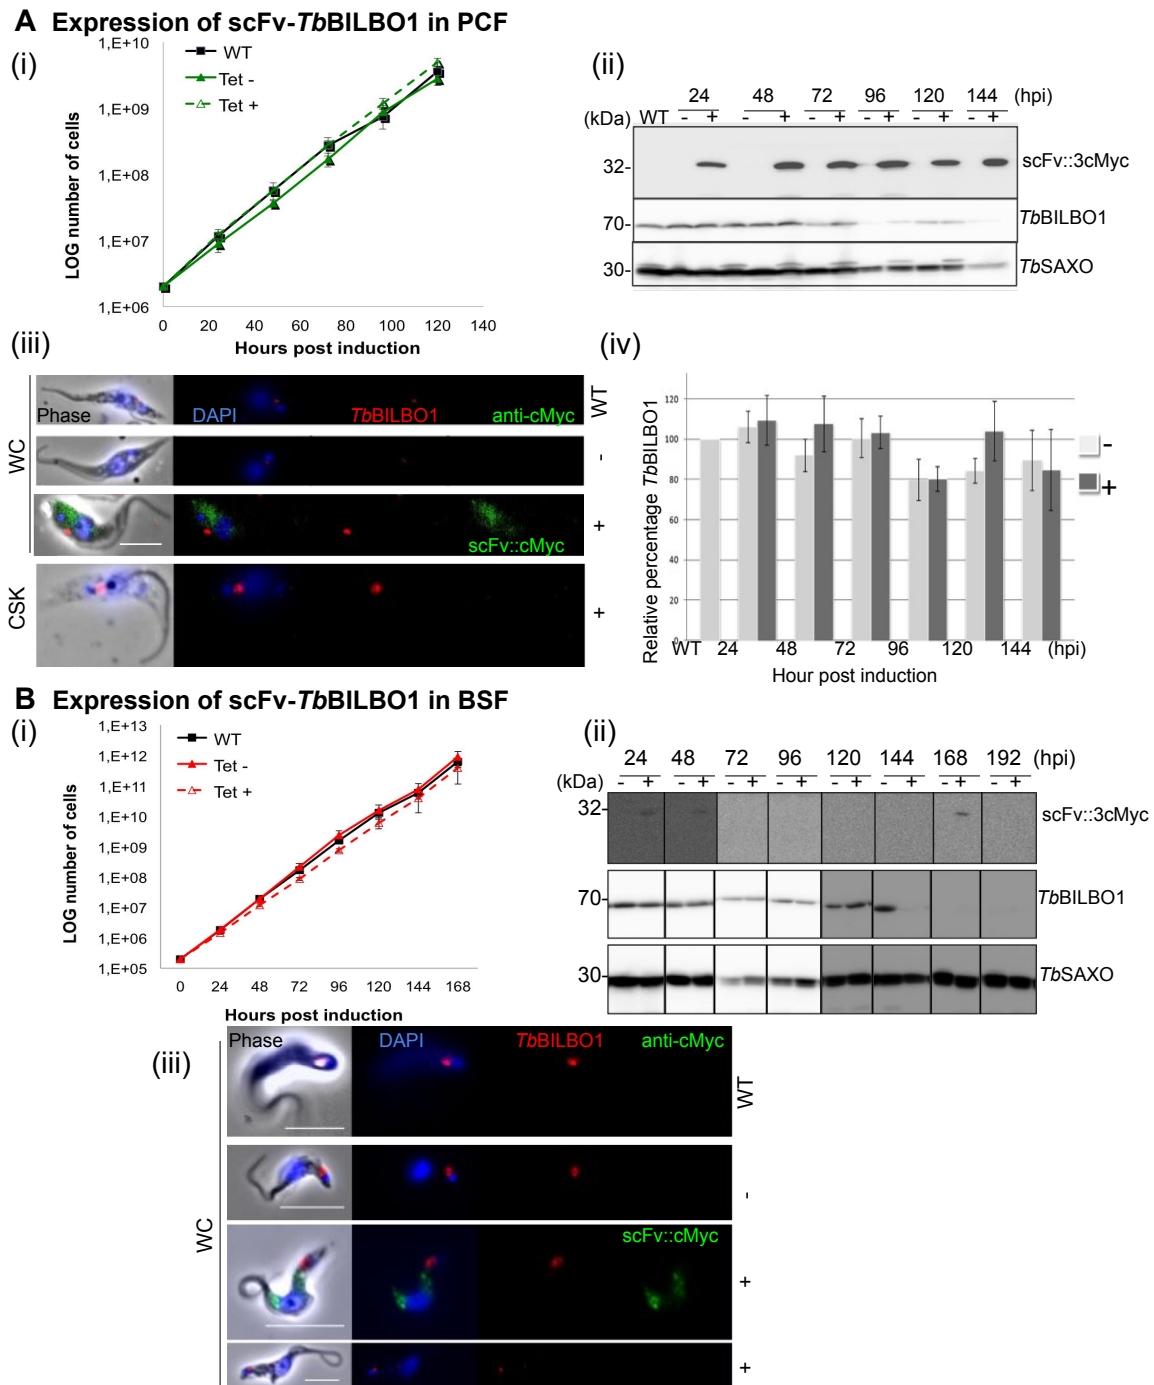 A Expression of scFv-TbBILBO1 in PCF
(i)
WT
Tet -
Tet +
1,E+10
1,E+09
1,E+08
1,E+07
1,E+06
LOG number of cells
0 20 40 60 80 100 120 140
Hours post induction
(ii)
24 48 72 96 120 144 (hpi)
(kDa) WT - + - + - + - + - + - +
32- scFv::3cMyc
70- TbBILBO1
30- TbSAXO
(iii)
Phase DAPI TbBILBO1 anti-cMyc WT
WC
-
scFv::cMyc +
CSK +
(iv)
Relative percentage TbBILBO1
120
100
80
60
40
20
0
-
+
WT 24 48 72 96 120 144 (hpi)
Hour post induction
B Expression of scFv-TbBILBO1 in BSF
(i)
WT
Tet -
Tet +
1,E+13
1,E+12
1,E+11
1,E+10
1,E+09
1,E+08
1,E+07
1,E+06
1,E+05
LOG number of cells
0 24 48 72 96 120 144 168
Hours post induction
(ii)
24 48 72 96 120 144 168 192 (hpi)
(kDa) - + - + - + - + - + - + - + - +
32- scFv::3cMyc
70- TbBILBO1
30- TbSAXO
(iii)
Phase DAPI TbBILBO1 anti-cMyc
WT
WC
-
scFv::cMyc
+
+